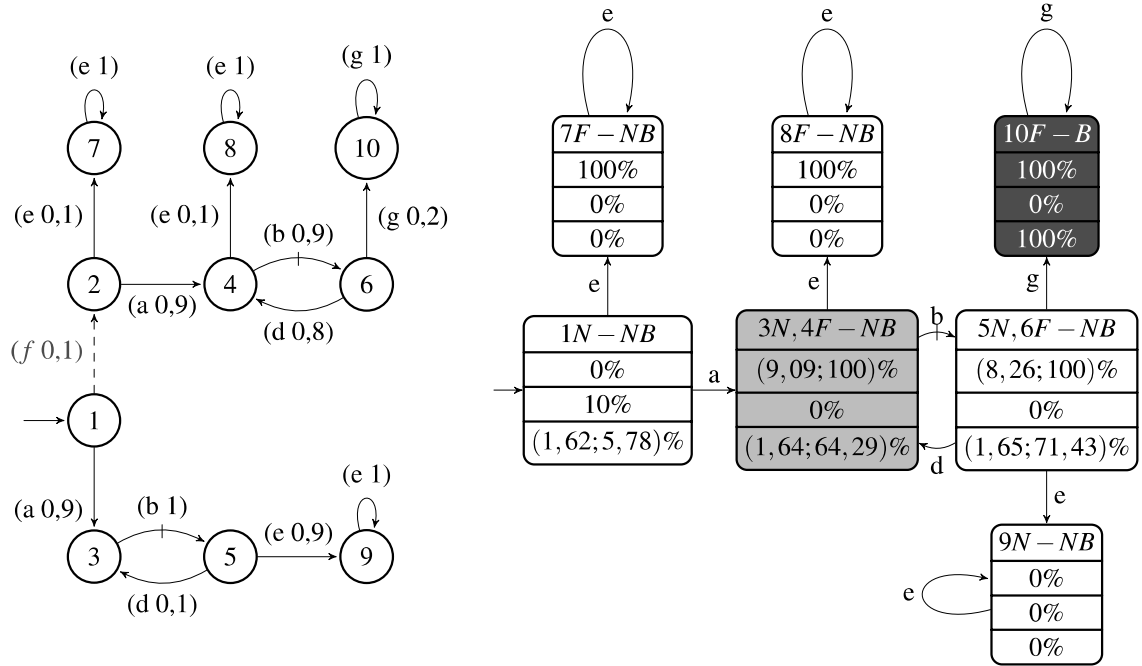 (e 1)
(e 1)
(g 1)
7
8
10
(e 0,1)
(e 0,1)
(g 0,2)
(b 0,9)
2
4
6
(a 0,9)
(d 0,8)
(f 0,1)
1
(a 0,9)
(b 1)
(e 0,9)
(e 1)
3
5
9
(d 0,1)
e
e
g
7F − NB
100%
0%
0%
8F − NB
100%
0%
0%
10F − B
100%
0%
100%
e
e
g
1N − NB
0%
10%
(1,62;5,78)%
a
3N,4F − NB
(9,09;100)%
0%
(1,64;64,29)%
b
d
5N,6F − NB
(8,26;100)%
0%
(1,65;71,43)%
e
9N − NB
0%
0%
0%
e